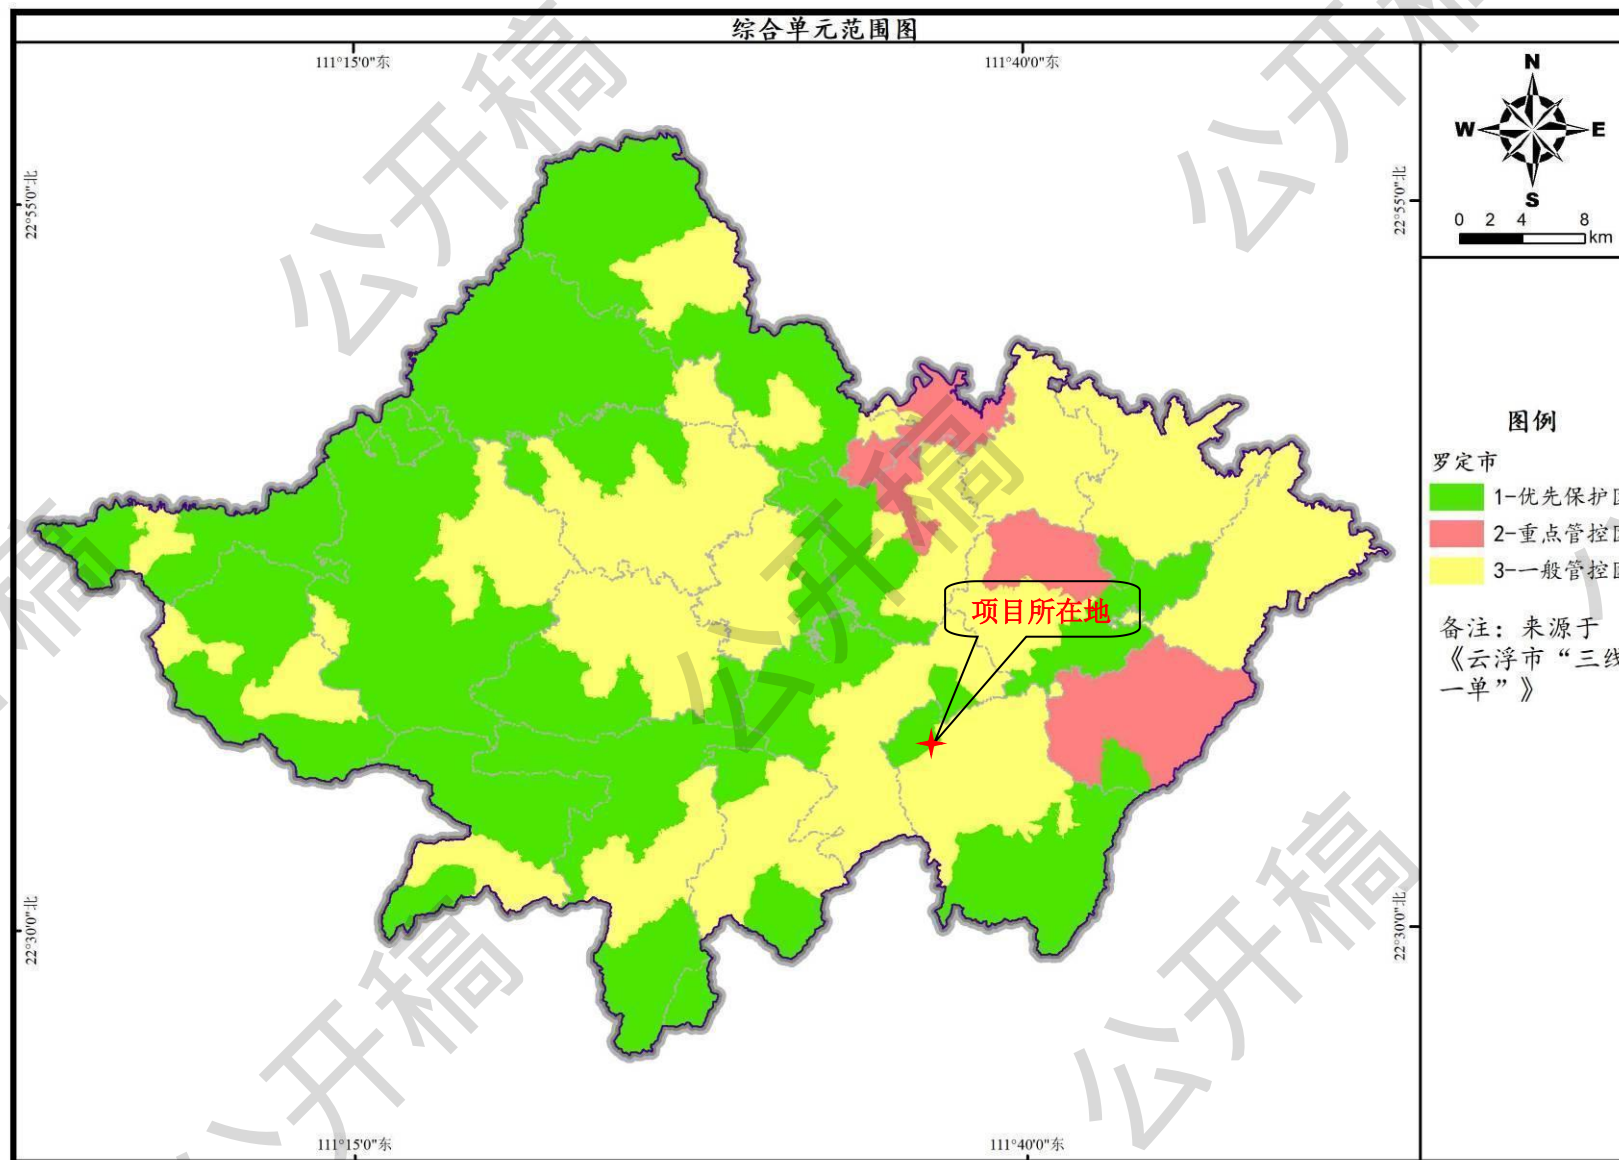 综合单元范围图
111°15'0"东
111°40'0"东
22°55'0"北
22°55'0"北
N
W
E
S
0 2 4 8
km
图例
罗定市
1-优先保护区
2-重点管控区
3-一般管控区
备注：来源于
《云浮市“三线
一单”》
项目所在地
22°30'0"北
22°30'0"北
111°15'0"东
111°40'0"东
公开稿
公开稿
公开稿
公开稿
公开稿